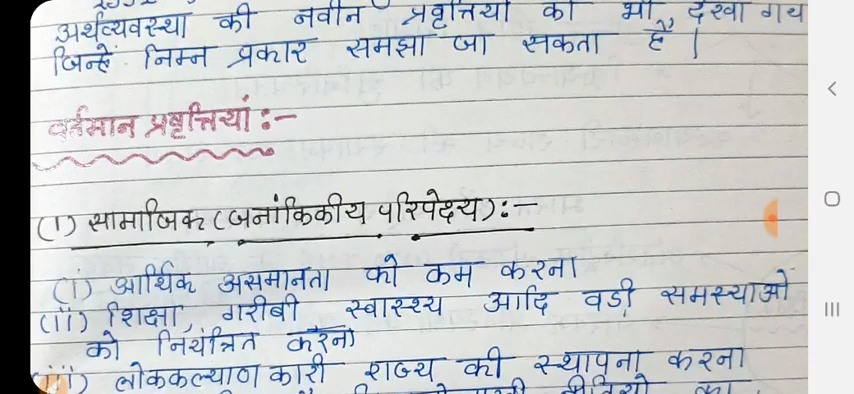 अर्थव्यवस्था की नवीन प्रवृत्तियों को भी देखा गय
जिन्हें निम्न प्रकार समझा जा सकता है |
वर्तमान प्रवृत्तियां :-
(1) सामाजिक (जनांकिकीय परिपेक्ष्य) :-
(i) आर्थिक असमानता को कम करना
(ii) शिक्षा, गरीबी स्वास्थ्य आदि बड़ी समस्याओं
को नियंत्रित करना
(iii) लोककल्याणकारी राज्य की स्थापना करना